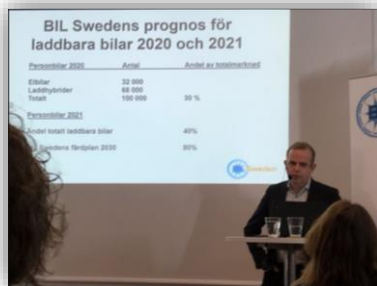 BIL Swedens prognos för
laddbara bilar 2020 och 2021
Personbilar 2020 Antal Andel av totalmarknad
Elbilar 32 000
Laddhybrider 68 000
Totalt 100 000 30 %
Personbilar 2021
Andel totalt laddbara bilar 40%
Swedens färdplan 2030 80%
Sweden